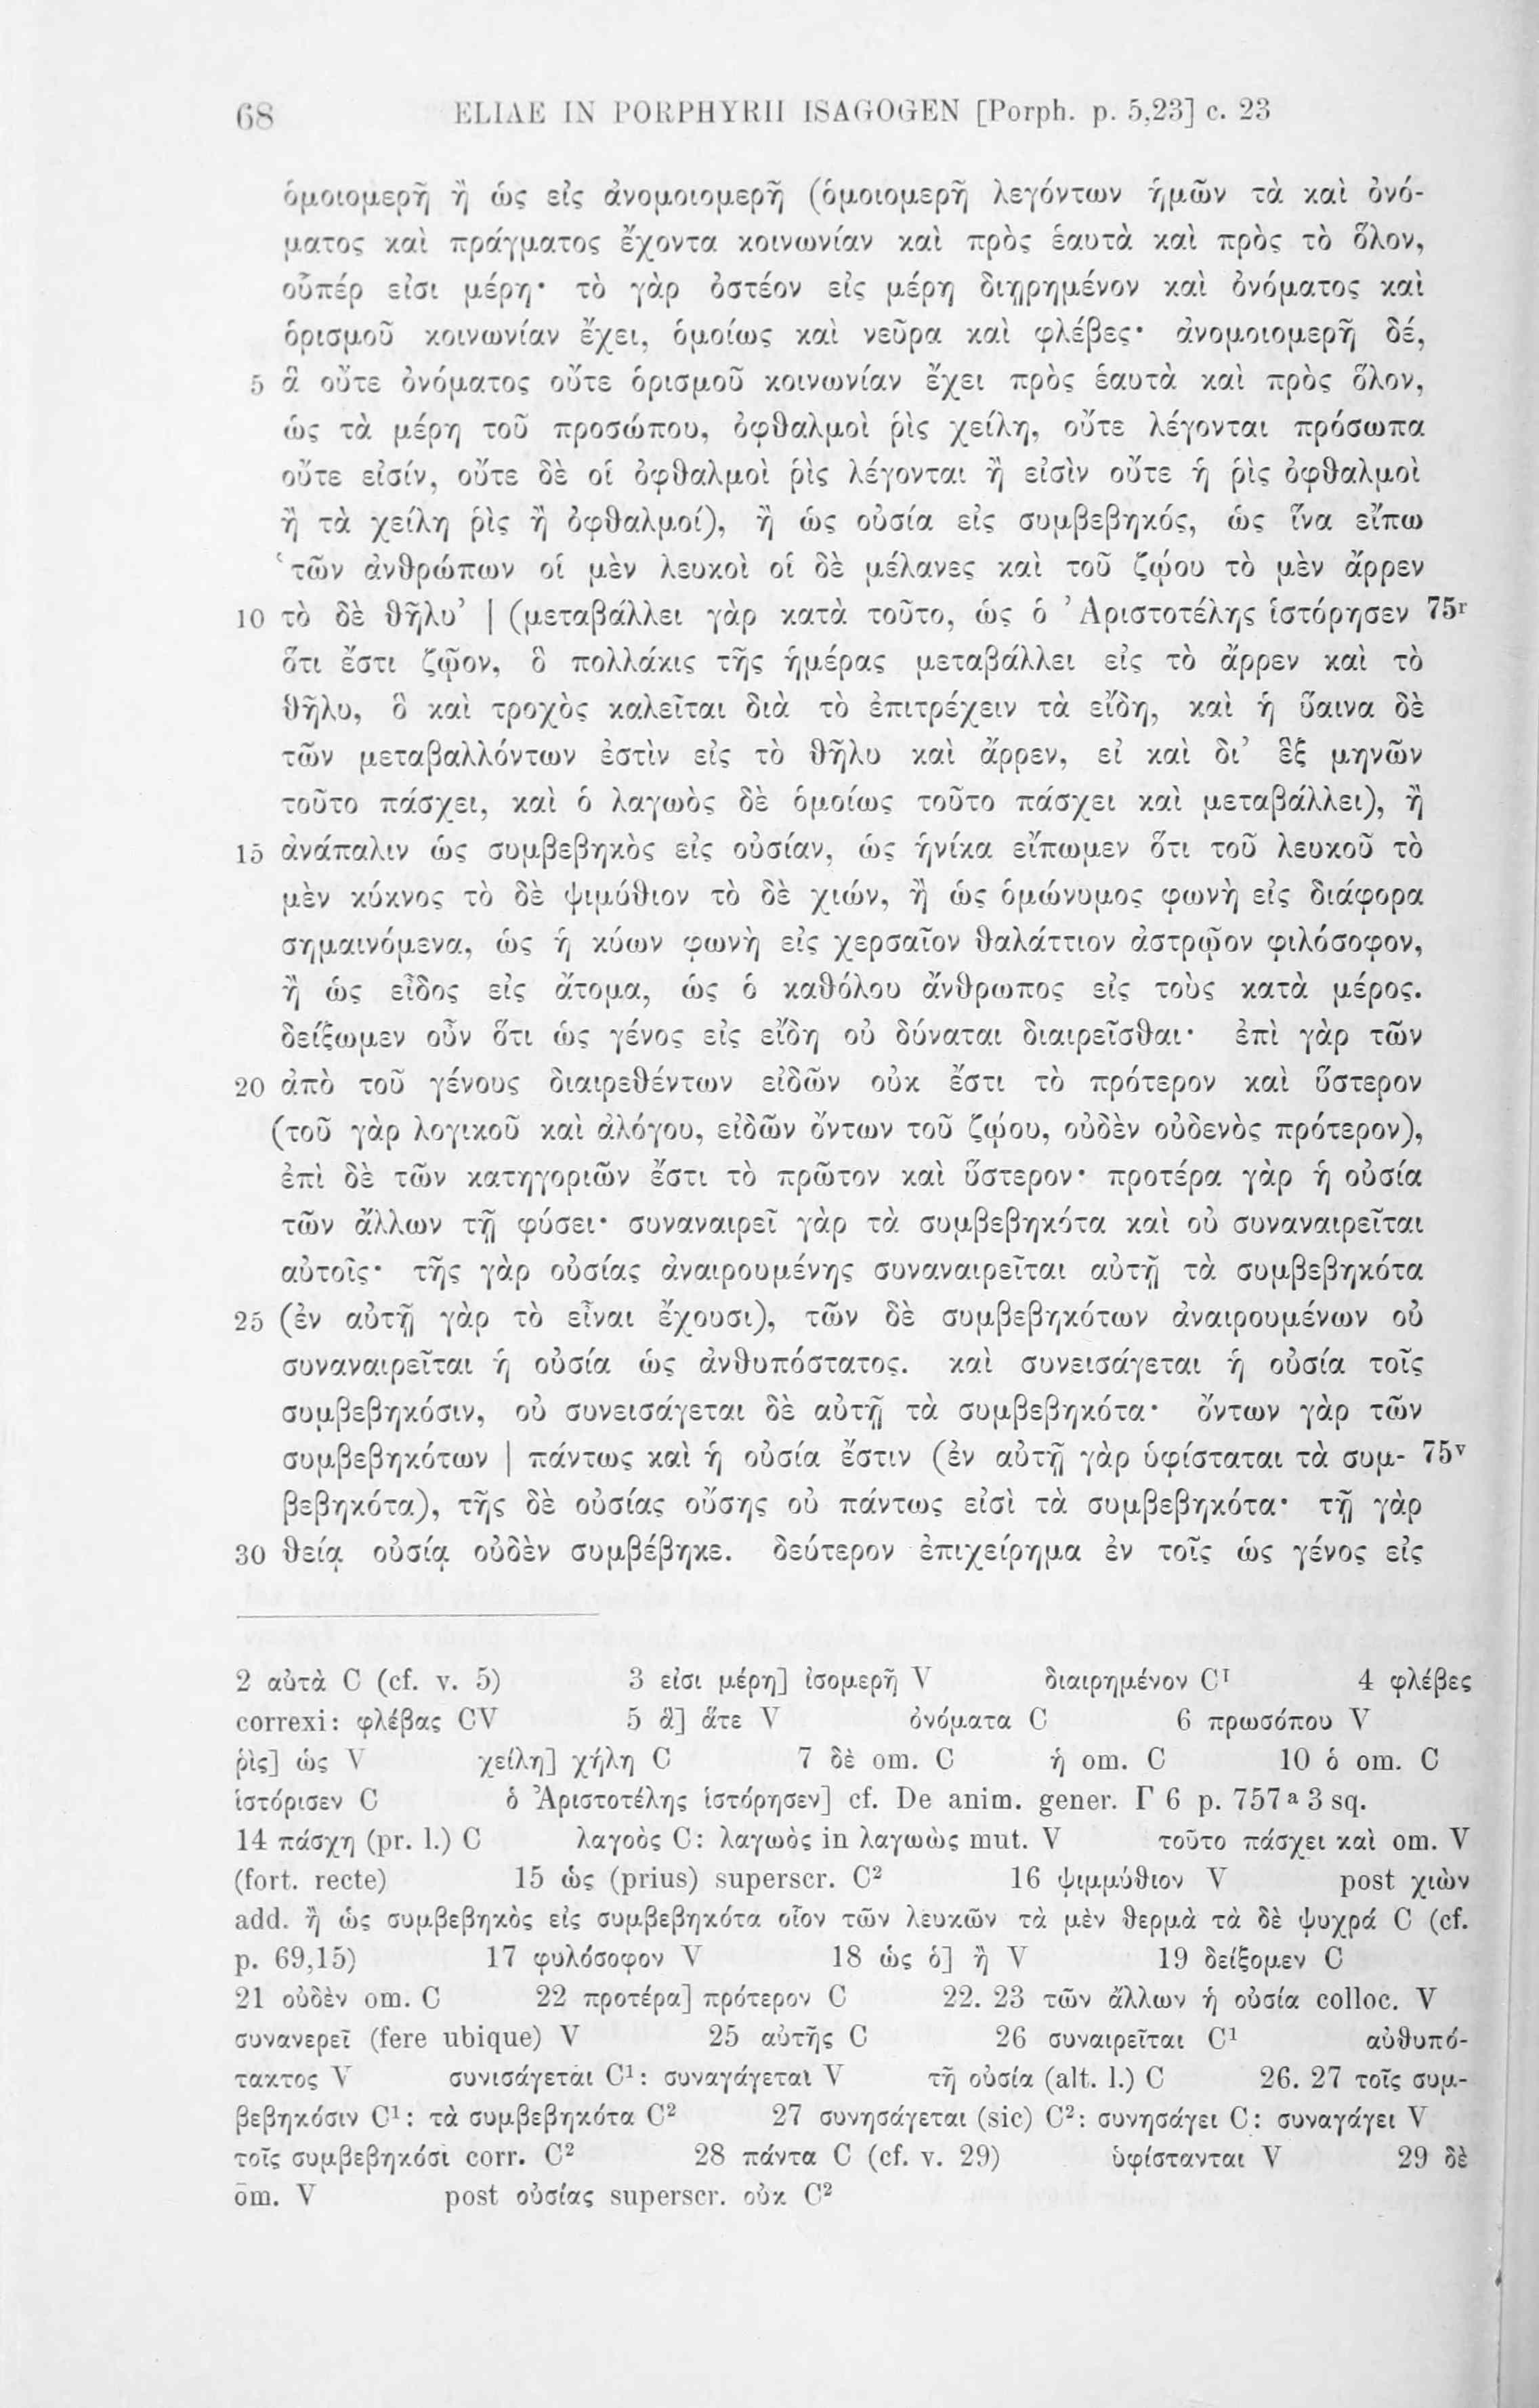 68 ELIAE IN PORPHYRII ISAGOGEN [Porph. p. 5,23] c. 23
ὁμοιομερῆ ἢ ὡς εἰς ἀνομοιομερῆ (ὁμοιομερῆ λεγόντων ἡμῶν τὰ καὶ ὀνό-
ματος καὶ πράγματος ἔχοντα κοινωνίαν καὶ πρὸς ἑαυτὰ καὶ πρὸς τὸ ὅλον,
οὗπέρ εἰσι μέρη· τὸ γὰρ ὀστέον εἰς μέρη διῃρημένον καὶ ὀνόματος καὶ
ὁρισμοῦ κοινωνίαν ἔχει, ὁμοίως καὶ νεῦρα καὶ φλέβες· ἀνομοιομερῆ δέ,
5 ἃ οὔτε ὀνόματος οὔτε ὁρισμοῦ κοινωνίαν ἔχει πρὸς ἑαυτὰ καὶ πρὸς ὅλον,
ὡς τὰ μέρη τοῦ προσώπου, ὀφθαλμοὶ ῥὶς χείλη, οὔτε λέγονται πρόσωπα
οὔτε εἰσίν, οὔτε δὲ οἱ ὀφθαλμοὶ ῥὶς λέγονται ἢ εἰσὶν οὔτε ἡ ῥὶς ὀφθαλμοὶ
ἢ τὰ χείλη ῥὶς ἢ ὀφθαλμοί), ἢ ὡς οὐσία εἰς συμβεβηκός, ὡς ἵνα εἴπω
‘τῶν ἀνθρώπων οἱ μὲν λευκοὶ οἱ δὲ μέλανες καὶ τοῦ ζῴου τὸ μὲν ἄρρεν
10 τὸ δὲ θῆλυ’ | (μεταβάλλει γὰρ κατὰ τοῦτο, ὡς ὁ Ἀριστοτέλης ἱστόρησεν 75r
ὅτι ἔστι ζῷον, ὃ πολλάκις τῆς ἡμέρας μεταβάλλει εἰς τὸ ἄρρεν καὶ τὸ
θῆλυ, ὃ καὶ τροχὸς καλεῖται διὰ τὸ ἐπιτρέχειν τὰ εἴδη, καὶ ἡ ὕαινα δὲ
τῶν μεταβαλλόντων ἐστὶν εἰς τὸ θῆλυ καὶ ἄρρεν, εἰ καὶ δι’ ἓξ μηνῶν
τοῦτο πάσχει, καὶ ὁ λαγωὸς δὲ ὁμοίως τοῦτο πάσχει καὶ μεταβάλλει), ἢ
15 ἀνάπαλιν ὡς συμβεβηκὸς εἰς οὐσίαν, ὡς ἡνίκα εἴπωμεν ὅτι τοῦ λευκοῦ τὸ
μὲν κύκνος τὸ δὲ ψιμύθιον τὸ δὲ χιών, ἢ ὡς ὁμώνυμος φωνὴ εἰς διάφορα
σημαινόμενα, ὡς ἡ κύων φωνὴ εἰς χερσαῖον θαλάττιον ἀστρῷον φιλόσοφον,
ἢ ὡς εἶδος εἰς ἄτομα, ὡς ὁ καθόλου ἄνθρωπος εἰς τοὺς κατὰ μέρος.
δείξωμεν οὖν ὅτι ὡς γένος εἰς εἴδη οὐ δύναται διαιρεῖσθαι· ἐπὶ γὰρ τῶν
20 ἀπὸ τοῦ γένους διαιρεθέντων εἰδῶν οὐκ ἔστι τὸ πρότερον καὶ ὕστερον
(τοῦ γὰρ λογικοῦ καὶ ἀλόγου, εἰδῶν ὄντων τοῦ ζῴου, οὐδὲν οὐδενὸς πρότερον),
ἐπὶ δὲ τῶν κατηγοριῶν ἔστι τὸ πρῶτον καὶ ὕστερον· προτέρα γὰρ ἡ οὐσία
τῶν ἄλλων τῇ φύσει· συναναιρεῖ γὰρ τὰ συμβεβηκότα καὶ οὐ συναναιρεῖται
αὐτοῖς· τῆς γὰρ οὐσίας ἀναιρουμένης συναναιρεῖται αὐτῇ τὰ συμβεβηκότα
25 (ἐν αὐτῇ γὰρ τὸ εἶναι ἔχουσι), τῶν δὲ συμβεβηκότων ἀναιρουμένων οὐ
συναναιρεῖται ἡ οὐσία ὡς ἀνθυπόστατος. καὶ συνεισάγεται ἡ οὐσία τοῖς
συμβεβηκόσιν, οὐ συνεισάγεται δὲ αὐτῇ τὰ συμβεβηκότα· ὄντων γὰρ τῶν
συμβεβηκότων | πάντως καὶ ἡ οὐσία ἔστιν (ἐν αὐτῇ γὰρ ὑφίσταται τὰ συμ- 75v
βεβηκότα), τῆς δὲ οὐσίας οὔσης οὐ πάντως εἰσὶ τὰ συμβεβηκότα· τῇ γὰρ
30 θείᾳ οὐσίᾳ οὐδὲν συμβέβηκε. δεύτερον ἐπιχείρημα ἐν τοῖς ὡς γένος εἰς
2 αὐτὰ C (cf. v. 5) 3 εἰσι μέρη] ἰσομερῆ V διαιρημένον C¹ 4 φλέβες
correxi: φλέβας CV 5 ἃ] ἅτε V ὀνόματα C 6 πρωσόπου V
ῥὶς] ὡς V χείλη] χήλη C 7 δὲ om. C ἡ om. C 10 ὁ om. C
ἱστόρισεν C ὁ Ἀριστοτέλης ἱστόρησεν] cf. De anim. gener. Γ 6 p. 757ᵃ 3 sq.
14 πάσχη (pr. l.) C λαγοὸς C: λαγωὸς in λαγωὼς mut. V τοῦτο πάσχει καὶ om. V
(fort. recte) 15 ὡς (prius) superscr. C² 16 ψιμμύθιον V post χιὼν
add. ἢ ὡς συμβεβηκὸς εἰς συμβεβηκότα οἷον τῶν λευκῶν τὰ μὲν θερμὰ τὰ δὲ ψυχρά C (cf.
p. 69,15) 17 φυλόσοφον V 18 ὡς ὁ] ἢ V 19 δείξομεν C
21 οὐδὲν om. C 22 προτέρα] πρότερον C 22. 23 τῶν ἄλλων ἡ οὐσία colloc. V
συνανερεῖ (fere ubique) V 25 αὐτῆς C 26 συναιρεῖται C¹ αὐθυπό-
τακτος V συνισάγεται C¹: συναγάγεται V τῆ οὐσία (alt. l.) C 26. 27 τοῖς συμ-
βεβηκόσιν C¹: τὰ συμβεβηκότα C² 27 συνησάγεται (sic) C²: συνησάγει C: συναγάγει V
τοῖς συμβεβηκόσι corr. C² 28 πάντα C (cf. v. 29) ὑφίστανται V 29 δὲ
om. V post οὐσίας superscr. οὐκ C²